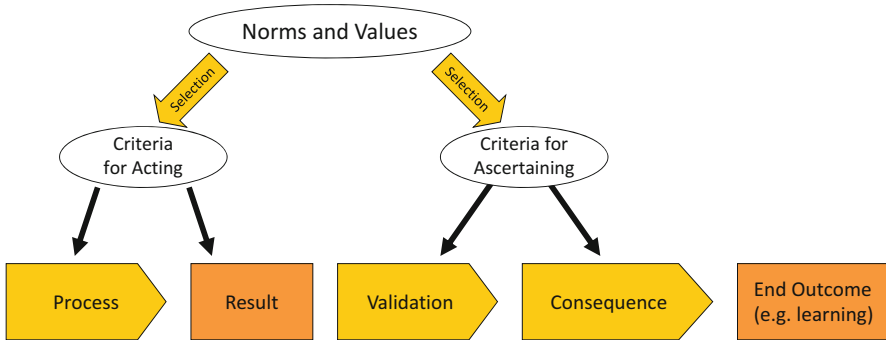 Norms and Values
Selection
Selection
Criteria
for Acting
Criteria for
Ascertaining
Process
Result
Validation
Consequence
End Outcome
(e.g. learning)